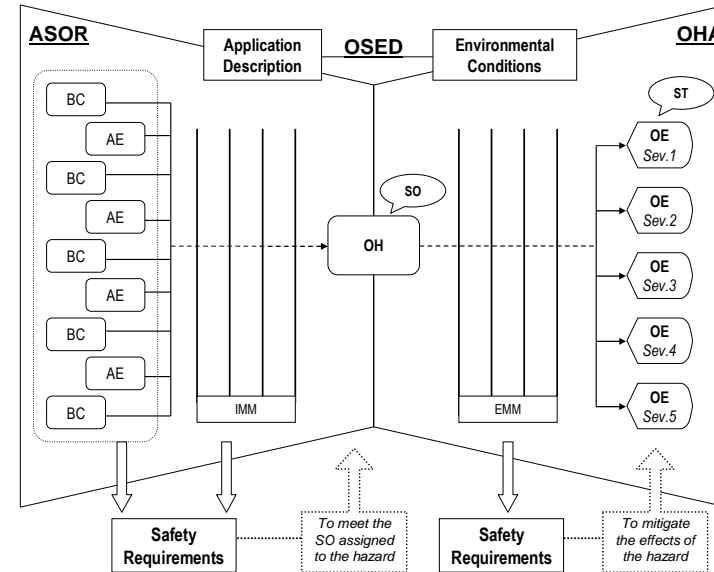 ASOR
Application
Description
OSED
Environmental
Conditions
OHA
BC
AE
BC
AE
BC
AE
BC
AE
BC
IMM
SO
OH
EMM
ST
OE
Sev.1
OE
Sev.2
OE
Sev.3
OE
Sev.4
OE
Sev.5
Safety
Requirements
To meet the
SO assigned
to the hazard
Safety
Requirements
To mitigate
the effects of
the hazard